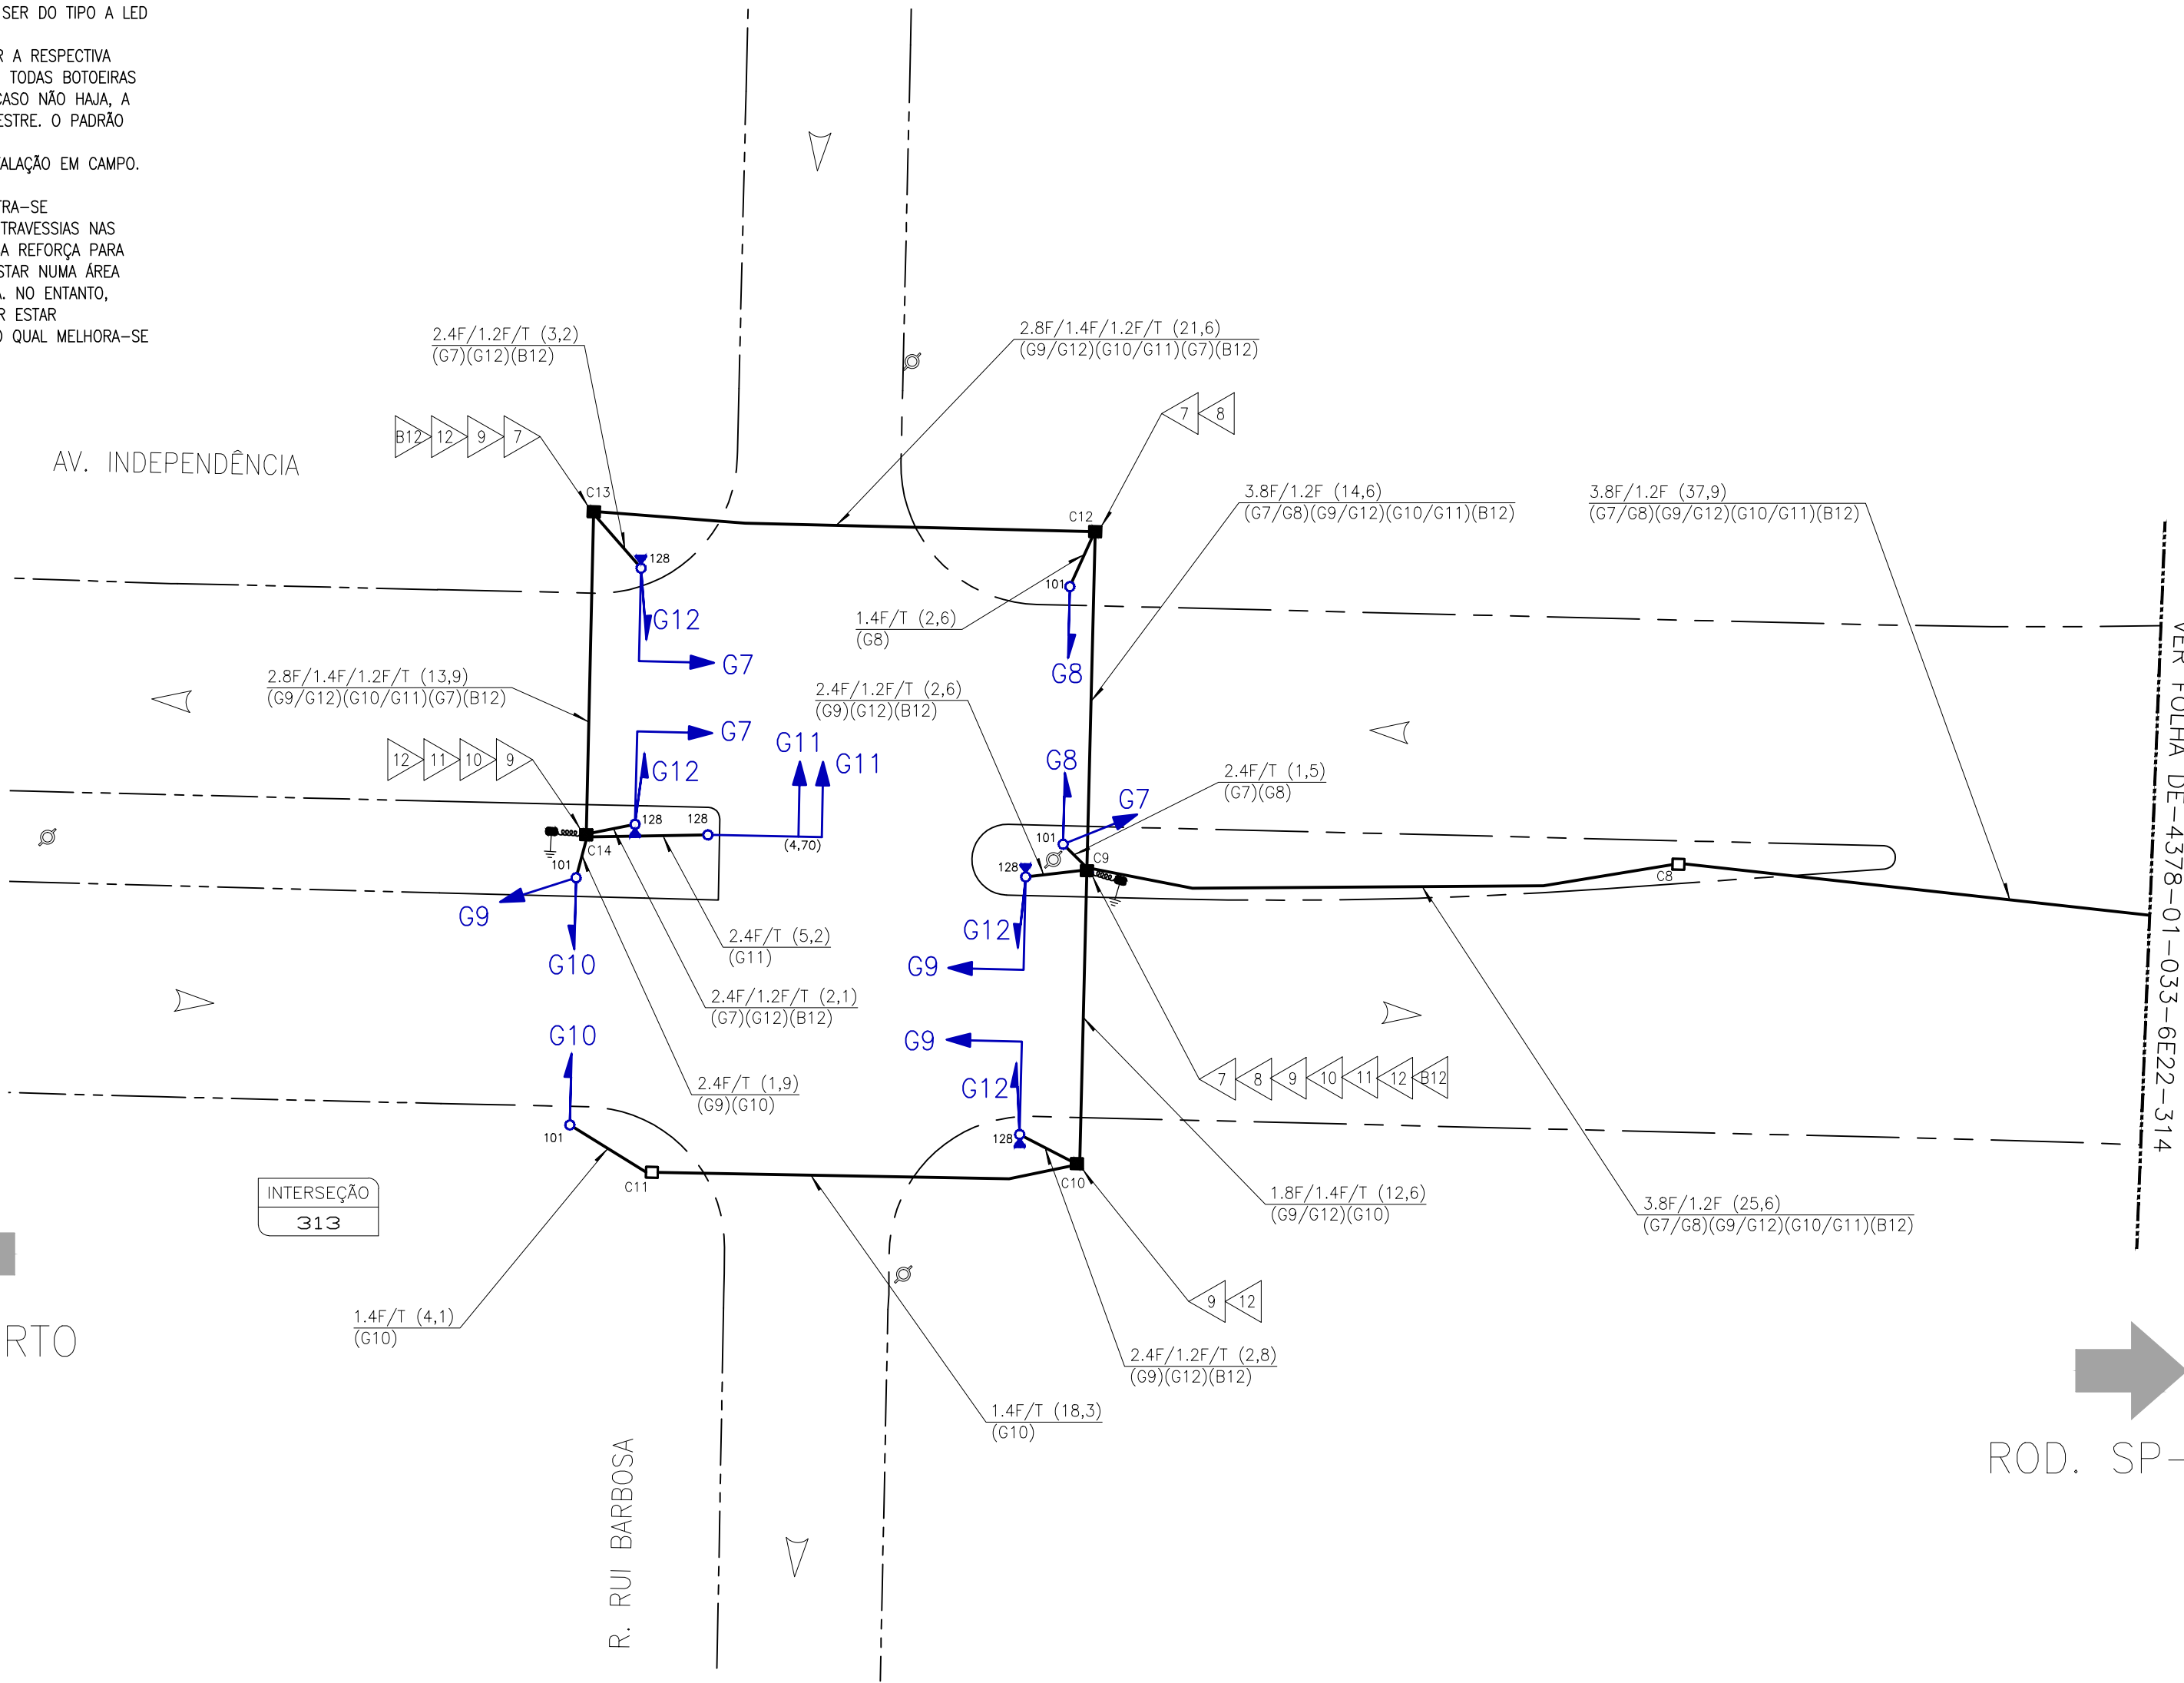 SER DO TIPO A LED
A RESPECTIVA
TODAS BOTOEIRAS
CASO NÃO HAJA, A
ESTRE. O PADRÃO
TALAÇÃO EM CAMPO.
TRA-SE
TRAVESSIAS NAS
A REFORÇA PARA
STAR NUMA ÁREA
A. NO ENTANTO,
R ESTAR
O QUAL MELHORA-SE
2.4F/1.2F/T (3,2)
(G7)(G12)(B12)
2.8F/1.4F/1.2F/T (21,6)
(G9/G12)(G10/G11)(G7)(B12)
B12 12 9 7
7 8
AV. INDEPENDÊNCIA
C13
C12
3.8F/1.2F (14,6)
(G7/G8)(G9/G12)(G10/G11)(B12)
3.8F/1.2F (37,9)
(G7/G8)(G9/G12)(G10/G11)(B12)
128
101
G12
1.4F/T (2,6)
(G8)
G7
G8
2.8F/1.4F/1.2F/T (13,9)
(G9/G12)(G10/G11)(G7)(B12)
2.4F/1.2F/T (2,6)
(G9)(G12)(B12)
VER FOLHA DE-4378-01-033-6E22-314
G7
G11
G11
12 11 10 9
G12
G8
2.4F/T (1,5)
(G7)(G8)
G7
128
128
C14
(4,70)
101
C9
101
128
C8
G9
G12
2.4F/T (5,2)
(G11)
G10
G9
2.4F/1.2F/T (2,1)
(G7)(G12)(B12)
G10
G9
2.4F/T (1,9)
(G9)(G10)
G12
7 8 9 10 11 12 B12
101
128
C11
C10
INTERSEÇÃO
313
1.8F/1.4F/T (12,6)
(G9/G12)(G10)
3.8F/1.2F (25,6)
(G7/G8)(G9/G12)(G10/G11)(B12)
9 12
1.4F/T (4,1)
(G10)
RTO
2.4F/1.2F/T (2,8)
(G9)(G12)(B12)
1.4F/T (18,3)
(G10)
R. RUI BARBOSA
ROD. SP-